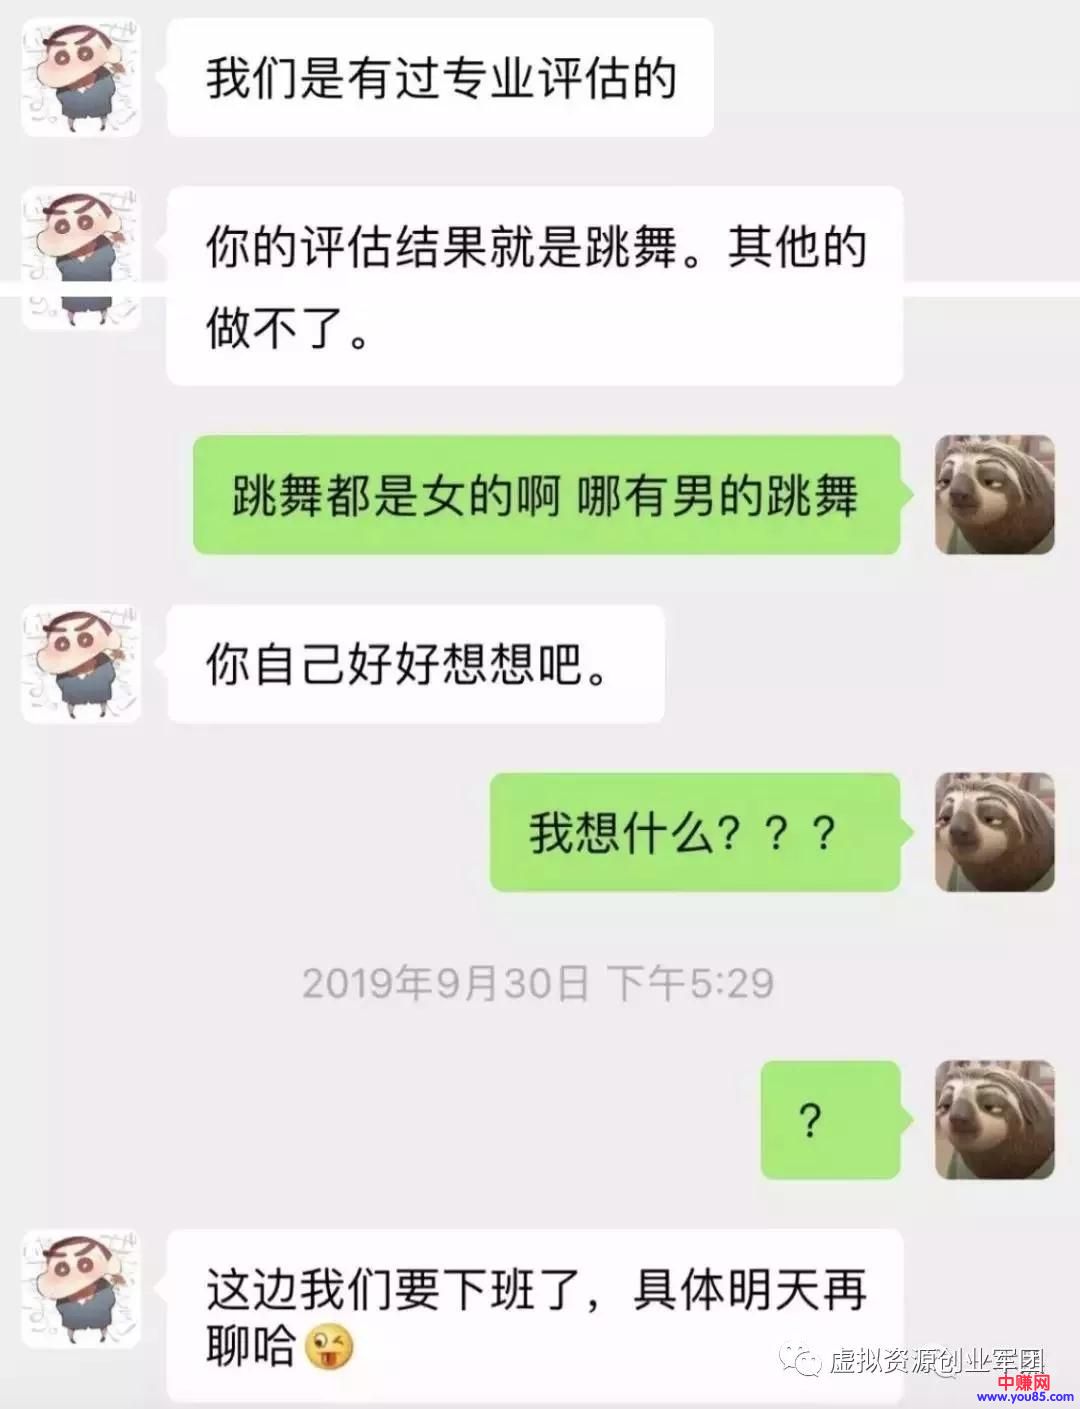 我们是有过专业评估的
你的评估结果就是跳舞。其他的
做不了。
跳舞都是女的啊 哪有男的跳舞
你自己好好想想吧。
我想什么？？？
2019年9月30日 下午5:29
？
这边我们要下班了，具体明天再
聊哈😜
虚拟资源创业军团
中赚网
www.you85.com